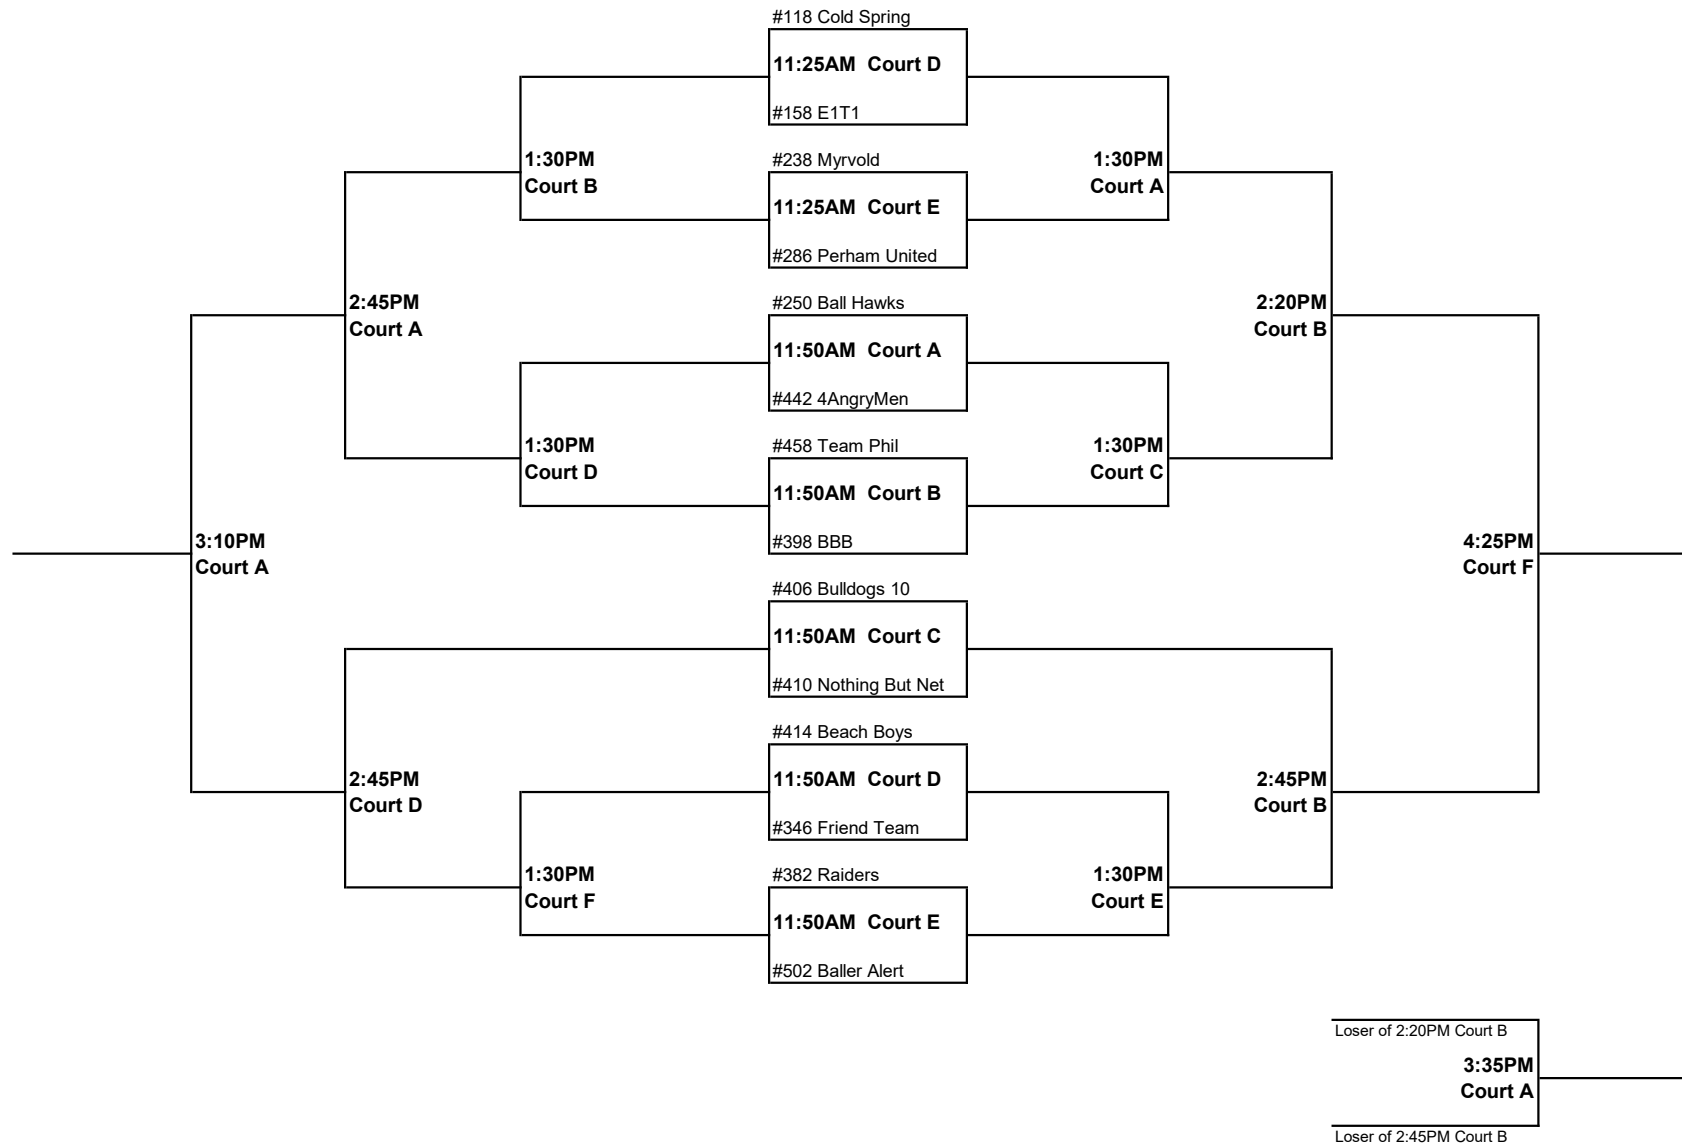 #118 Cold Spring
11:25AM  Court D
#158 E1T1
1:30PM
Court B
#238 Myrvold
1:30PM
Court A
11:25AM  Court E
#286 Perham United
2:45PM
Court A
#250 Ball Hawks
2:20PM
Court B
11:50AM  Court A
#442 4AngryMen
1:30PM
Court D
#458 Team Phil
1:30PM
Court C
11:50AM  Court B
#398 BBB
3:10PM
Court A
4:25PM
Court F
#406 Bulldogs 10
11:50AM  Court C
#410 Nothing But Net
#414 Beach Boys
2:45PM
Court D
11:50AM  Court D
2:45PM
Court B
#346 Friend Team
1:30PM
Court F
#382 Raiders
1:30PM
Court E
11:50AM  Court E
#502 Baller Alert
Loser of 2:20PM Court B
3:35PM
Court A
Loser of 2:45PM Court B